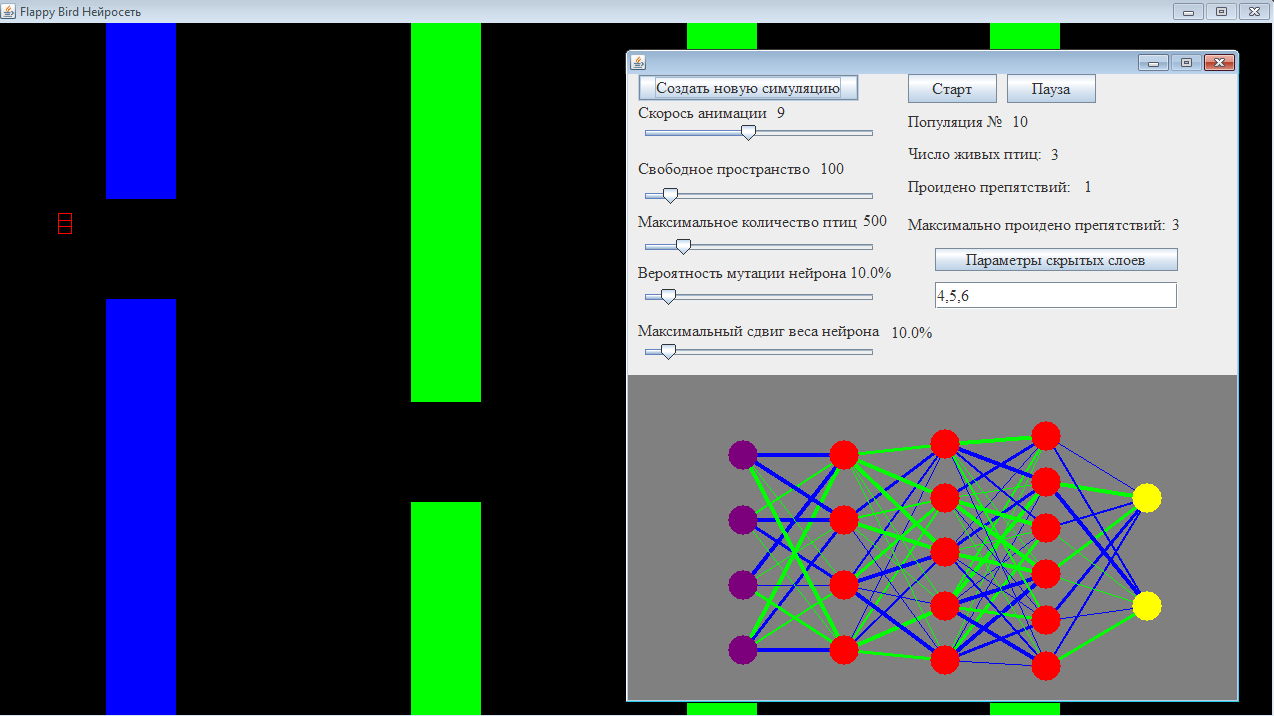 Flappy Bird Нейросеть
Создать новую симуляцию
Старт
Пауза
Скорось анимации 9
Популяция № 10
Число живых птиц: 3
Свободное пространство 100
Проидено препятствий: 1
Максимальное количество птиц 500
Максимально проидено препятствий: 3
Параметры скрытых слоев
Вероятность мутации нейрона 10.0%
4,5,6
Максимальный сдвиг веса нейрона 10.0%